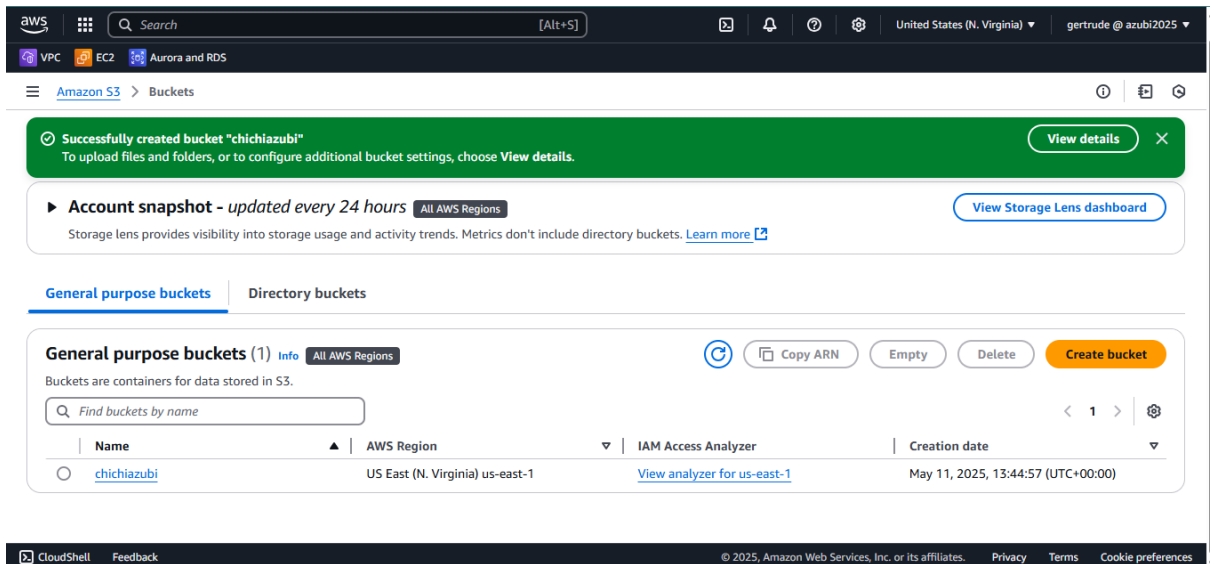 aws Search [Alt+S] United States (N. Virginia) ▼ gertrude @ azubi2025 ▼
VPC EC2 Aurora and RDS
Amazon S3 > Buckets
Successfully created bucket "chichiazubi" View details
To upload files and folders, or to configure additional bucket settings, choose View details.
Account snapshot - updated every 24 hours All AWS Regions View Storage Lens dashboard
Storage lens provides visibility into storage usage and activity trends. Metrics don't include directory buckets. Learn more
General purpose buckets Directory buckets
General purpose buckets (1) Info All AWS Regions Copy ARN Empty Delete Create bucket
Buckets are containers for data stored in S3.
Find buckets by name < 1 >
Name AWS Region IAM Access Analyzer Creation date
chichiazubi US East (N. Virginia) us-east-1 View analyzer for us-east-1 May 11, 2025, 13:44:57 (UTC+00:00)
CloudShell Feedback © 2025, Amazon Web Services, Inc. or its affiliates. Privacy Terms Cookie preferences